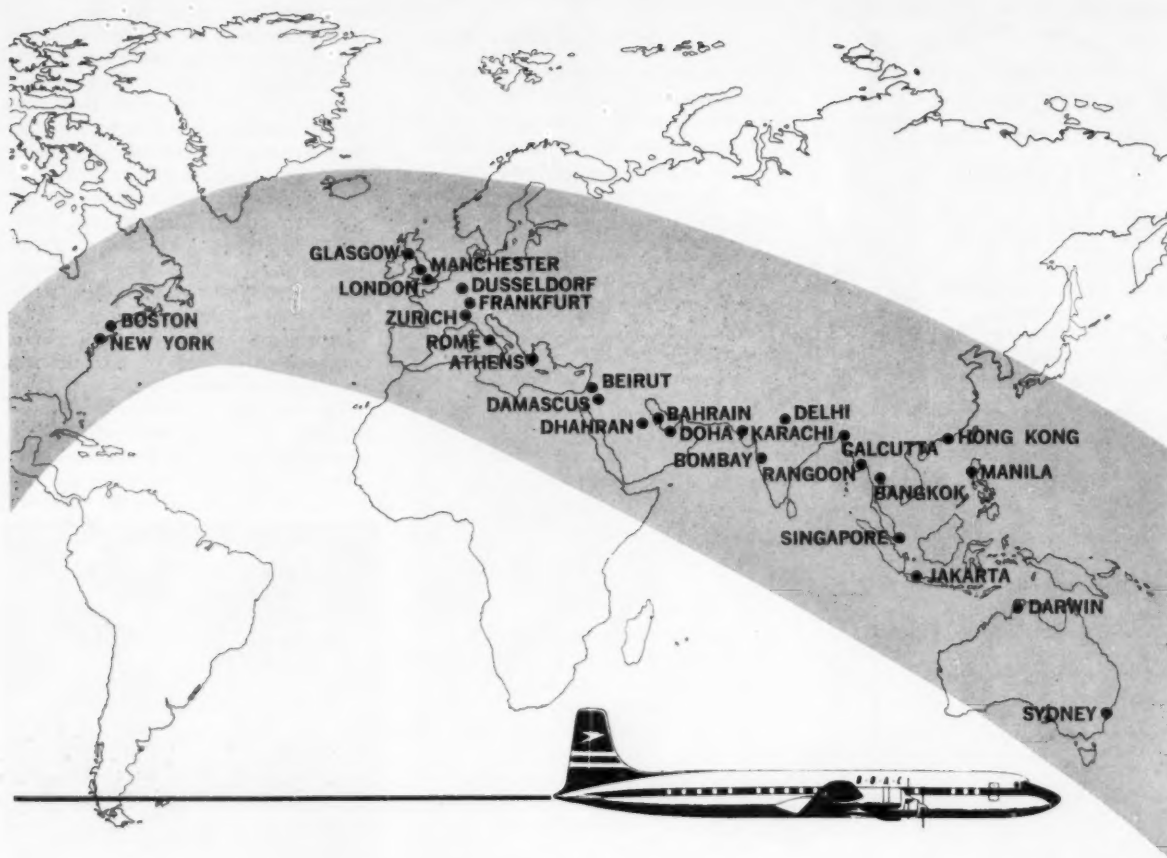 GLASGOW
MANCHESTER
LONDON
DUSSELDORF
FRANKFURT
ZURICH
BOSTON
NEW YORK
ROME
ATHENS
BEIRUT
DAMASCUS
BAHRAIN
DELHI
DHAHRAN
DOHA
KARACHI
HONG KONG
CALCUTTA
BOMBAY
RANGOON
MANILA
BANGKOK
SINGAPORE
JAKARTA
DARWIN
SYDNEY
B·O·A·C